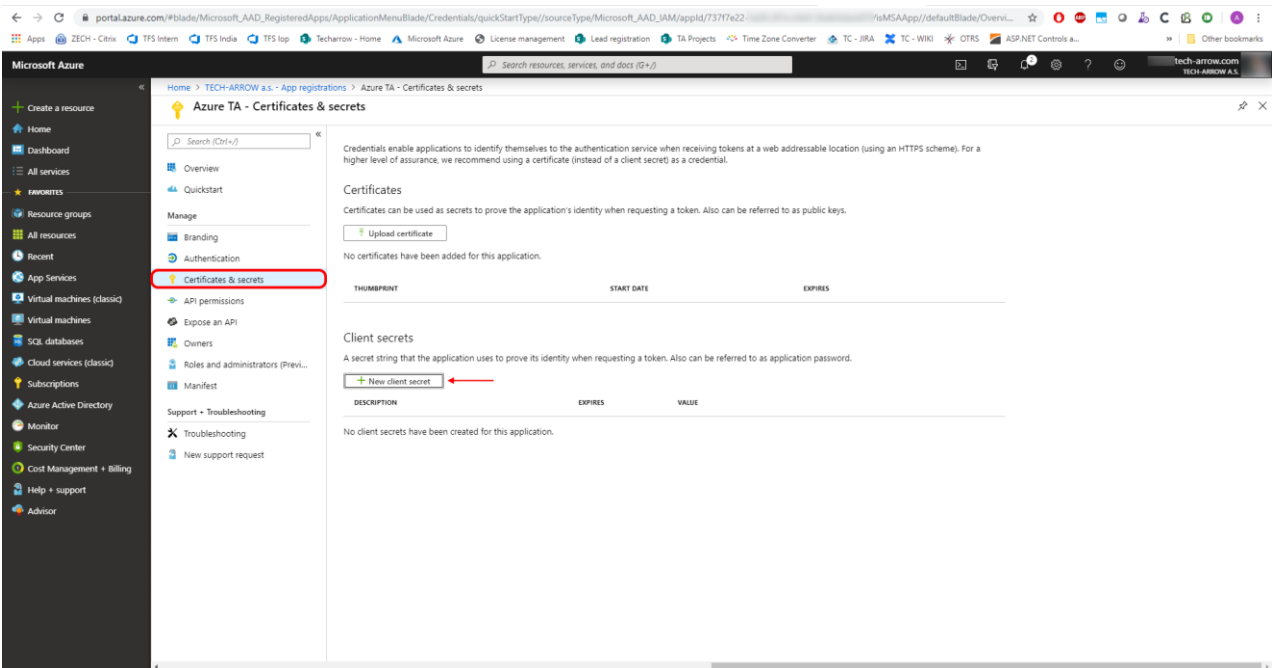 portal.azure.com/#blade/Microsoft_AAD_RegisteredApps/ApplicationMenuBlade/Credentials/quickStartType//sourceType/Microsoft_AAD_IAM/appId/737f7e22- /isMSAApp//defaultBlade/Overvi...
Apps ZECH - Citrix TFS Intern TFS India TFS Iop Techarrow - Home Microsoft Azure License management Lead registration TA Projects Time Zone Converter TC - JIRA TC - WIKI OTRS ASP.NET Controls a... » Other bookmarks
Microsoft Azure
Search resources, services, and docs (G+/)
2
tech-arrow.com
TECH-ARROW A.S.
«
Create a resource
Home
Dashboard
All services
FAVORITES
Resource groups
All resources
Recent
App Services
Virtual machines (classic)
Virtual machines
SQL databases
Cloud services (classic)
Subscriptions
Azure Active Directory
Monitor
Security Center
Cost Management + Billing
Help + support
Advisor
Home > TECH-ARROW a.s. - App registrations > Azure TA - Certificates & secrets
Azure TA - Certificates & secrets
Search (Ctrl+/)
«
Overview
Quickstart
Manage
Branding
Authentication
Certificates & secrets
API permissions
Expose an API
Owners
Roles and administrators (Previ...
Manifest
Support + Troubleshooting
Troubleshooting
New support request
Credentials enable applications to identify themselves to the authentication service when receiving tokens at a web addressable location (using an HTTPS scheme). For a
higher level of assurance, we recommend using a certificate (instead of a client secret) as a credential.
Certificates
Certificates can be used as secrets to prove the application's identity when requesting a token. Also can be referred to as public keys.
Upload certificate
No certificates have been added for this application.
THUMBPRINT START DATE EXPIRES
Client secrets
A secret string that the application uses to prove its identity when requesting a token. Also can be referred to as application password.
New client secret
DESCRIPTION EXPIRES VALUE
No client secrets have been created for this application.